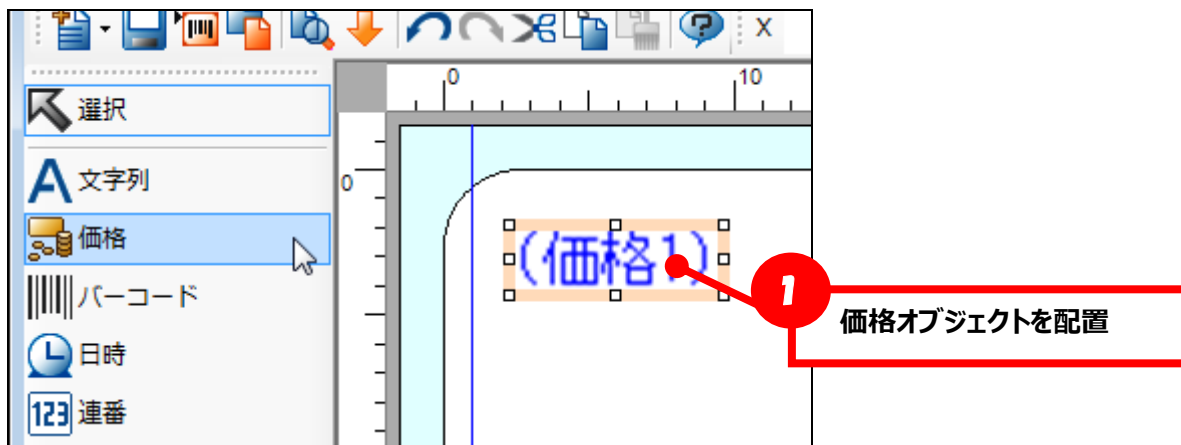 X
0
10
選択
文字列
0
価格
(価格1)
バーコード
1
価格オブジェクトを配置
日時
123 連番